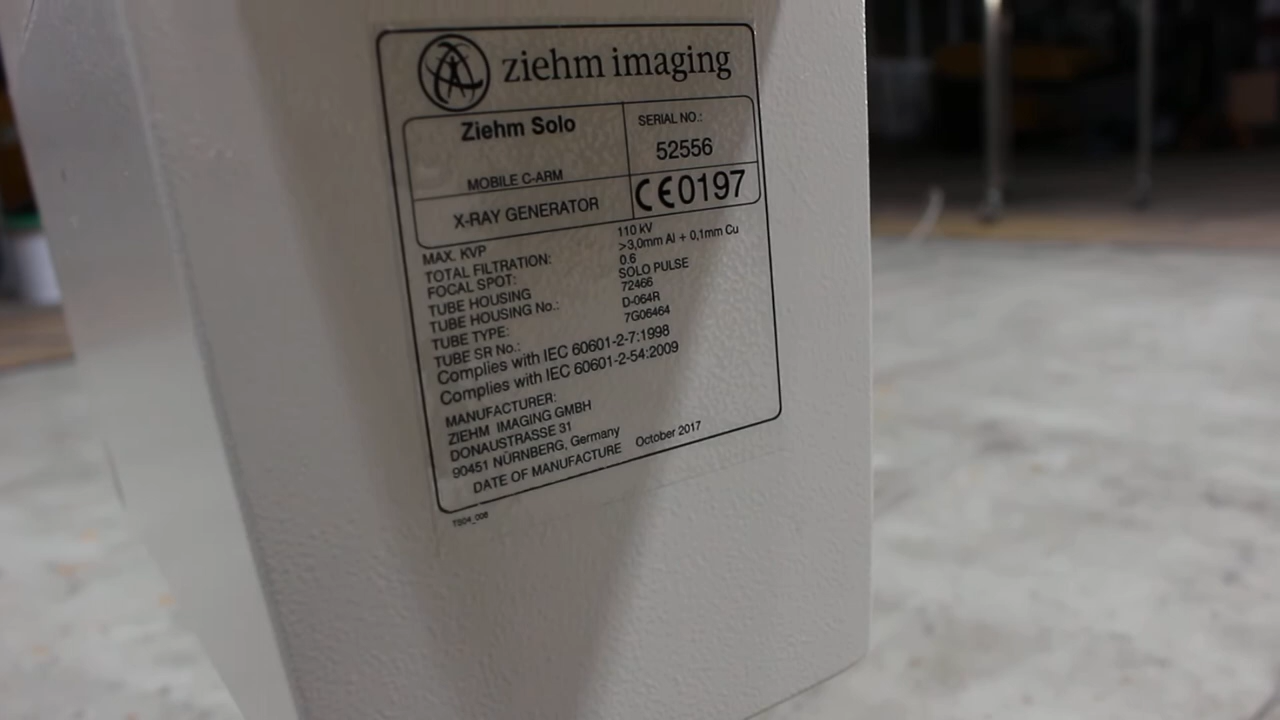 ziehm imaging
Ziehm Solo
MOBILE C-ARM
SERIAL NO.:
52556
X-RAY GENERATOR
CE0197
MAX. KVP 110 kV
TOTAL FILTRATION: >3,0mm Al + 0,1mm Cu
FOCAL SPOT: 0.6
TUBE HOUSING SOLO PULSE
TUBE HOUSING No.: 72466
TUBE TYPE: D-064R
TUBE SR No.: 7G06464
Complies with IEC 60601-2-7:1998
Complies with IEC 60601-2-54:2009
MANUFACTURER:
ZIEHM IMAGING GMBH
DONAUSTRASSE 31
90451 NÜRNBERG, Germany
DATE OF MANUFACTURE October 2017